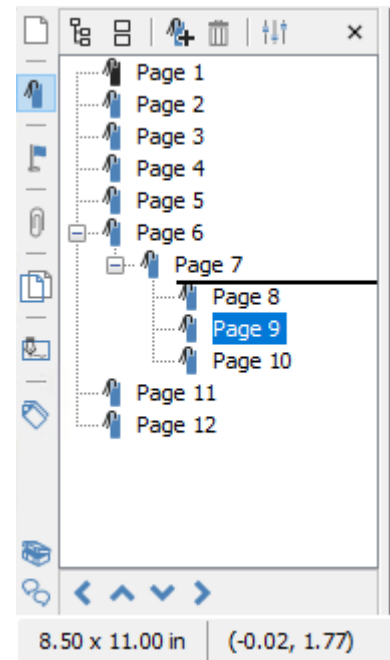 Page 1
Page 2
Page 3
Page 4
Page 5
Page 6
Page 7
Page 8
Page 9
Page 10
Page 11
Page 12
8.50 x 11.00 in (-0.02, 1.77)